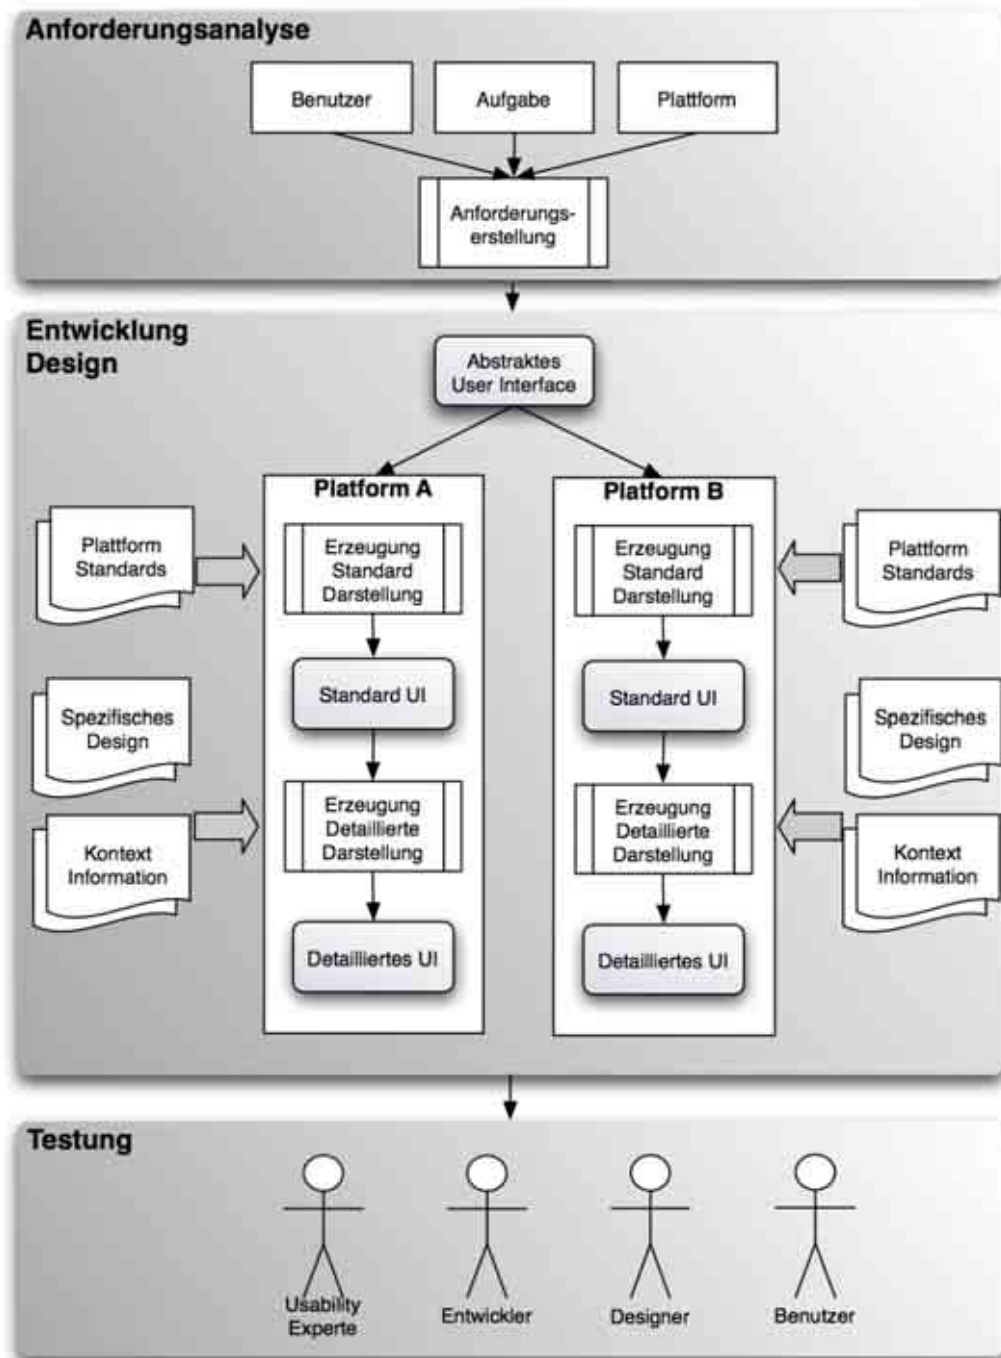 Anforderungsanalyse
Benutzer
Aufgabe
Plattform
Anforderungs-
erstellung
Entwicklung
Design
Abstraktes
User Interface
Platform A
Platform B
Plattform
Standards
Erzeugung
Standard
Darstellung
Erzeugung
Standard
Darstellung
Plattform
Standards
Spezifisches
Design
Standard UI
Standard UI
Spezifisches
Design
Kontext
Information
Erzeugung
Detaillierte
Darstellung
Erzeugung
Detaillierte
Darstellung
Kontext
Information
Detailliertes UI
Detailliertes UI
Testung
Usability
Experte
Entwickler
Designer
Benutzer